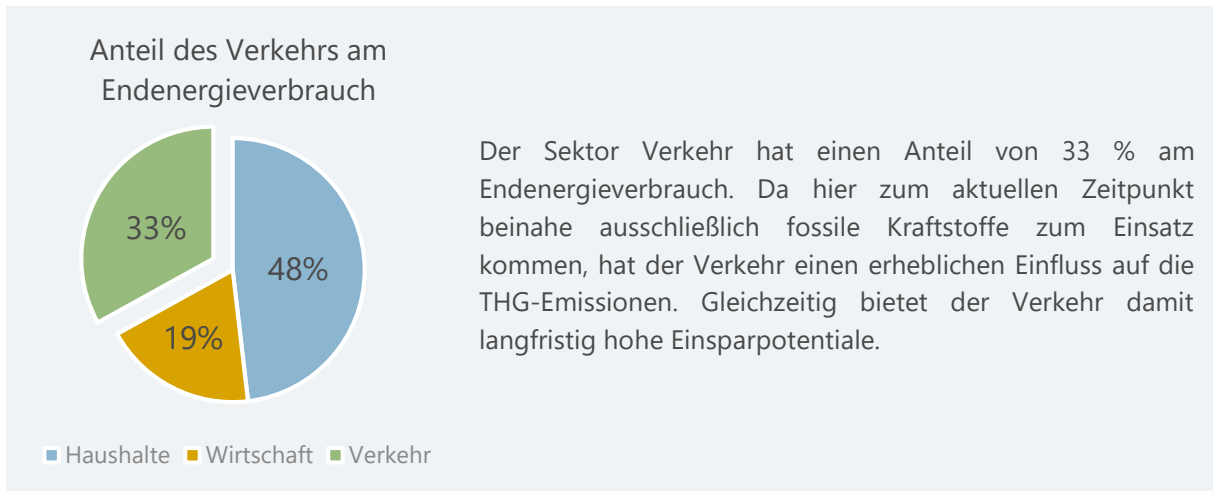 Anteil des Verkehrs am
Endenergieverbrauch
33%
48%
19%
Haushalte Wirtschaft Verkehr
Der Sektor Verkehr hat einen Anteil von 33 % am
Endenergieverbrauch. Da hier zum aktuellen Zeitpunkt
beinahe ausschließlich fossile Kraftstoffe zum Einsatz
kommen, hat der Verkehr einen erheblichen Einfluss auf die
THG-Emissionen. Gleichzeitig bietet der Verkehr damit
langfristig hohe Einsparpotentiale.